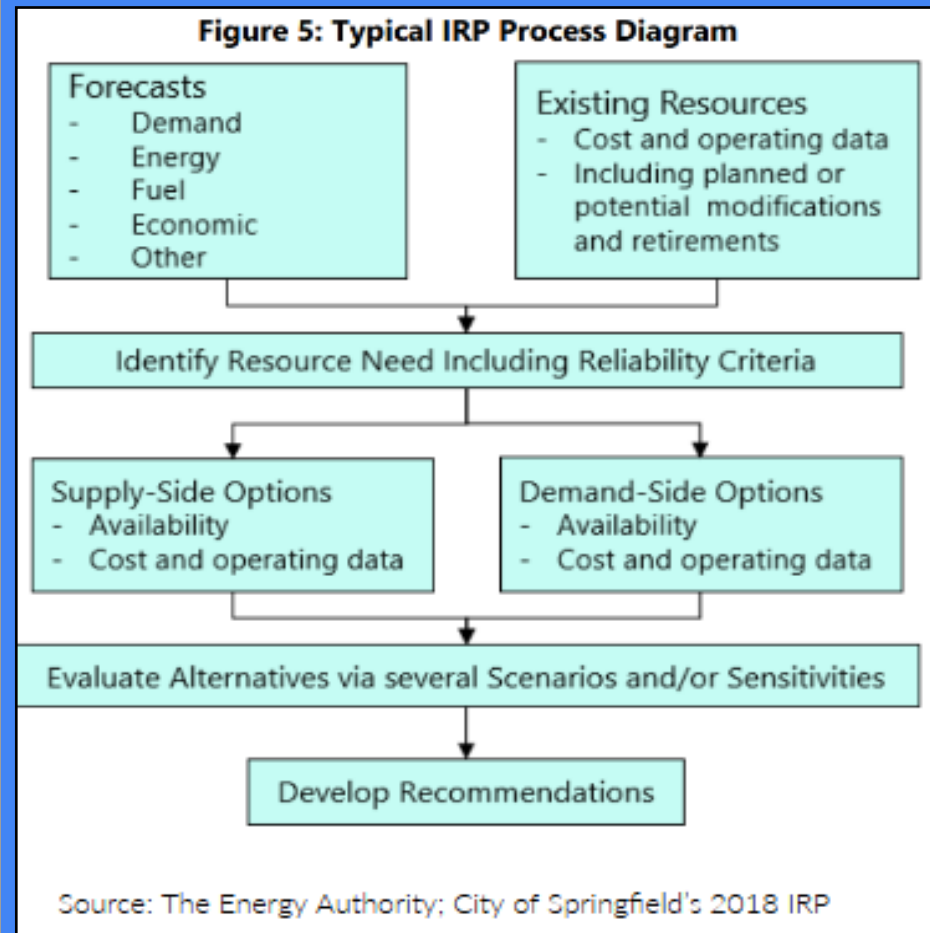 Figure 5: Typical IRP Process Diagram
Forecasts
- Demand
- Energy
- Fuel
- Economic
- Other
Existing Resources
- Cost and operating data
- Including planned or
potential modifications
and retirements
Identify Resource Need Including Reliability Criteria
Supply-Side Options
- Availability
- Cost and operating data
Demand-Side Options
- Availability
- Cost and operating data
Evaluate Alternatives via several Scenarios and/or Sensitivities
Develop Recommendations
Source: The Energy Authority; City of Springfield's 2018 IRP